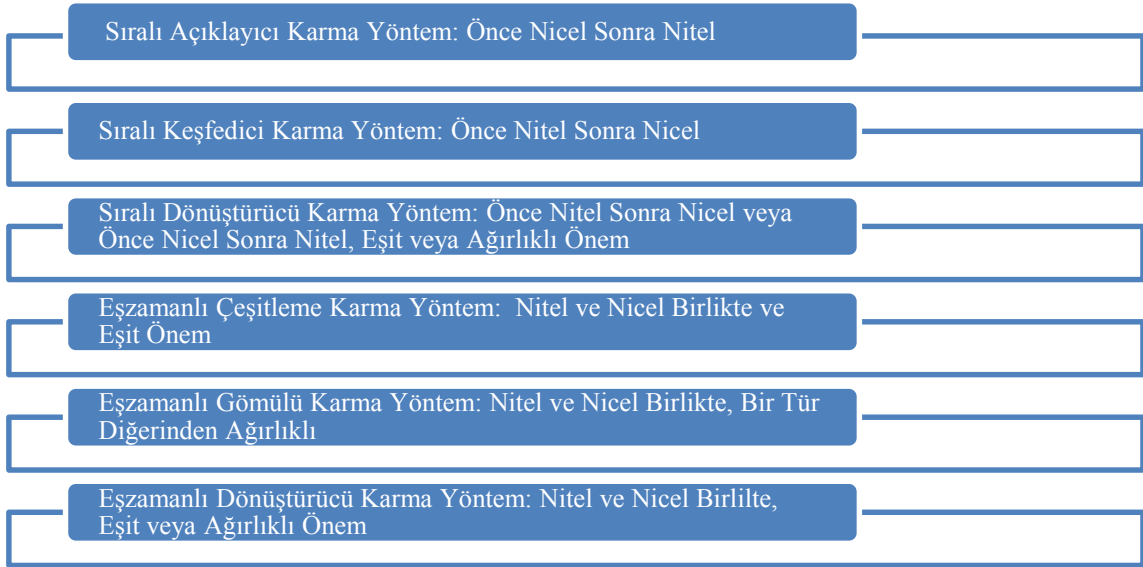 Sıralı Açıklayıcı Karma Yöntem: Önce Nicel Sonra Nitel
Sıralı Keşfedici Karma Yöntem: Önce Nitel Sonra Nicel
Sıralı Dönüştürücü Karma Yöntem: Önce Nitel Sonra Nicel veya
Önce Nicel Sonra Nitel, Eşit veya Ağırlıklı Önem
Eşzamanlı Çeşitleme Karma Yöntem: Nitel ve Nicel Birlikte ve
Eşit Önem
Eşzamanlı Gömülü Karma Yöntem: Nitel ve Nicel Birlikte, Bir Tür
Diğerinden Ağırlıklı
Eşzamanlı Dönüştürücü Karma Yöntem: Nitel ve Nicel Birlilte,
Eşit veya Ağırlıklı Önem